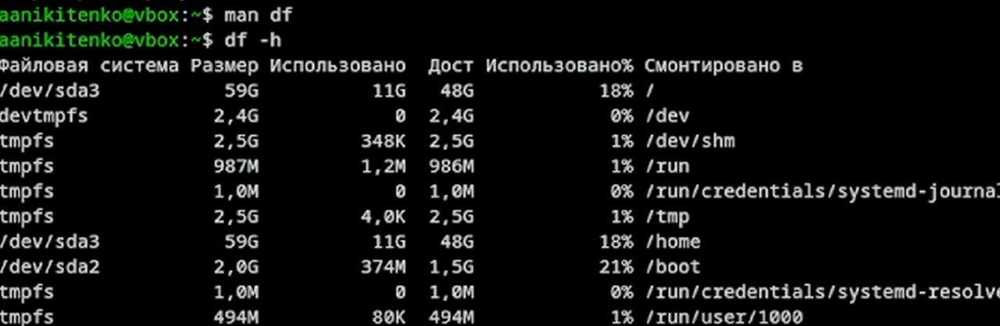 aanikitenko@vbox:~$ man df
aanikitenko@vbox:~$ df -h
Файловая система Размер Использовано Дост Использовано% Смонтировано в
/dev/sda3 59G 11G 48G 18% /
devtmpfs 2,4G 0 2,4G 0% /dev
tmpfs 2,5G 348K 2,5G 1% /dev/shm
tmpfs 987M 1,2M 986M 1% /run
tmpfs 1,0M 0 1,0M 0% /run/credentials/systemd-journal
tmpfs 2,5G 4,0K 2,5G 1% /tmp
/dev/sda3 59G 11G 48G 18% /home
/dev/sda2 2,0G 374M 1,5G 21% /boot
tmpfs 1,0M 0 1,0M 0% /run/credentials/systemd-resolve
tmpfs 494M 80K 494M 1% /run/user/1000